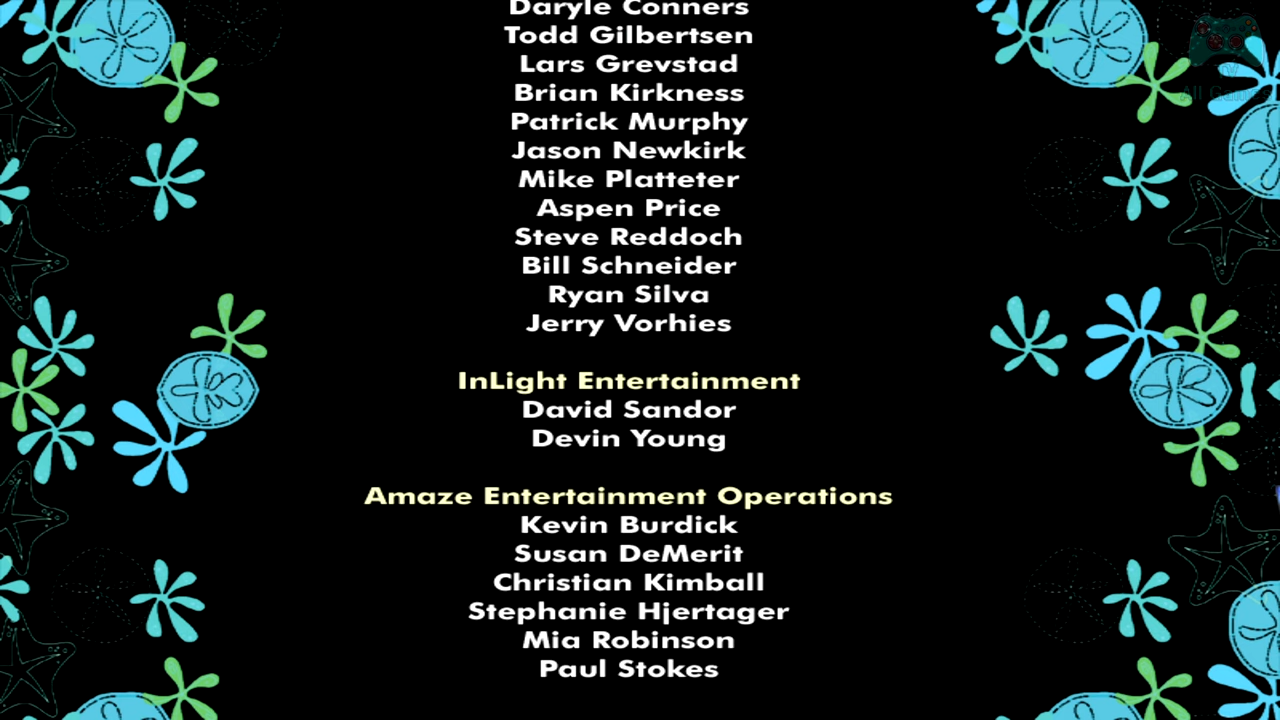 Daryle Conners
Todd Gilbertsen
Lars Grevstad
Brian Kirkness
Patrick Murphy
Jason Newkirk
Mike Platteter
Aspen Price
Steve Reddoch
Bill Schneider
Ryan Silva
Jerry Vorhies
InLight Entertainment
David Sandor
Devin Young
Amaze Entertainment Operations
Kevin Burdick
Susan DeMerit
Christian Kimball
Stephanie Hjertager
Mia Robinson
Paul Stokes